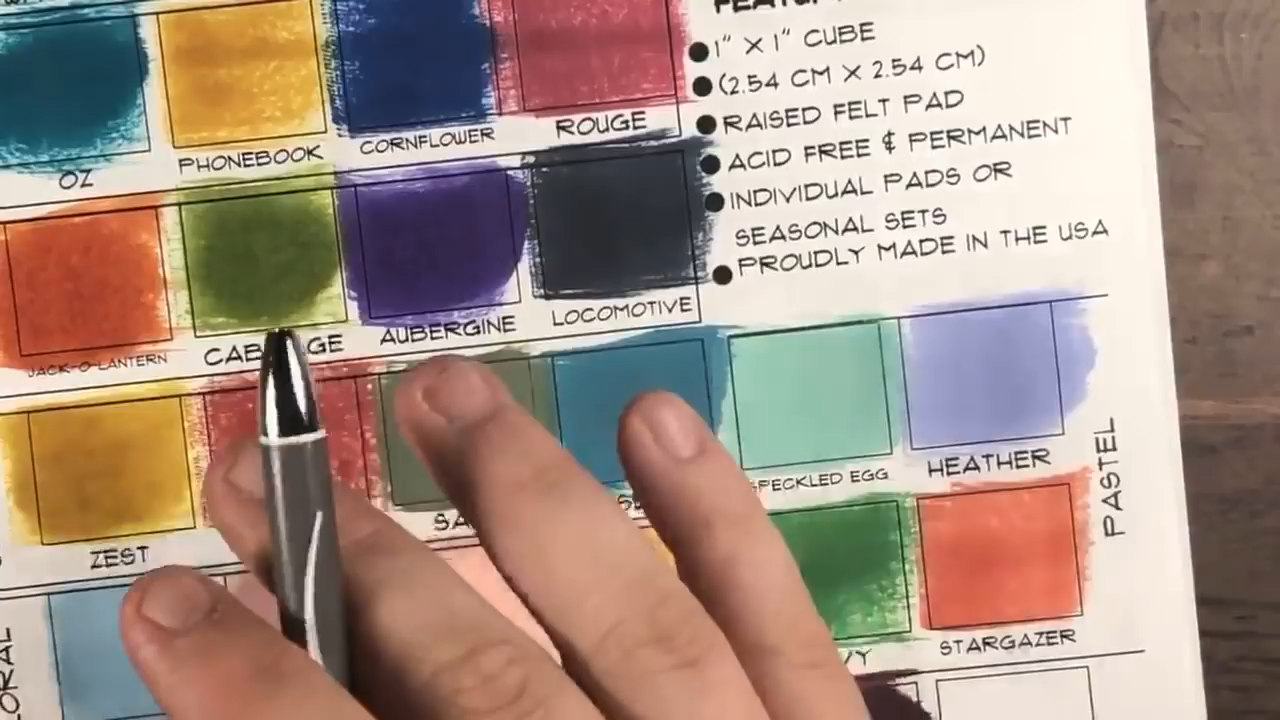 1" X 1" CUBE
(2.54 CM X 2.54 CM)
RAISED FELT PAD
ACID FREE & PERMANENT
INDIVIDUAL PADS OR
SEASONAL SETS
PROUDLY MADE IN THE USA
OZ PHONEBOOK CORNFLOWER ROUGE
JACK-O-LANTERN AUBERGINE LOCOMOTIVE
ZEST HEATHER
EGG
STARGAZER
PASTEL